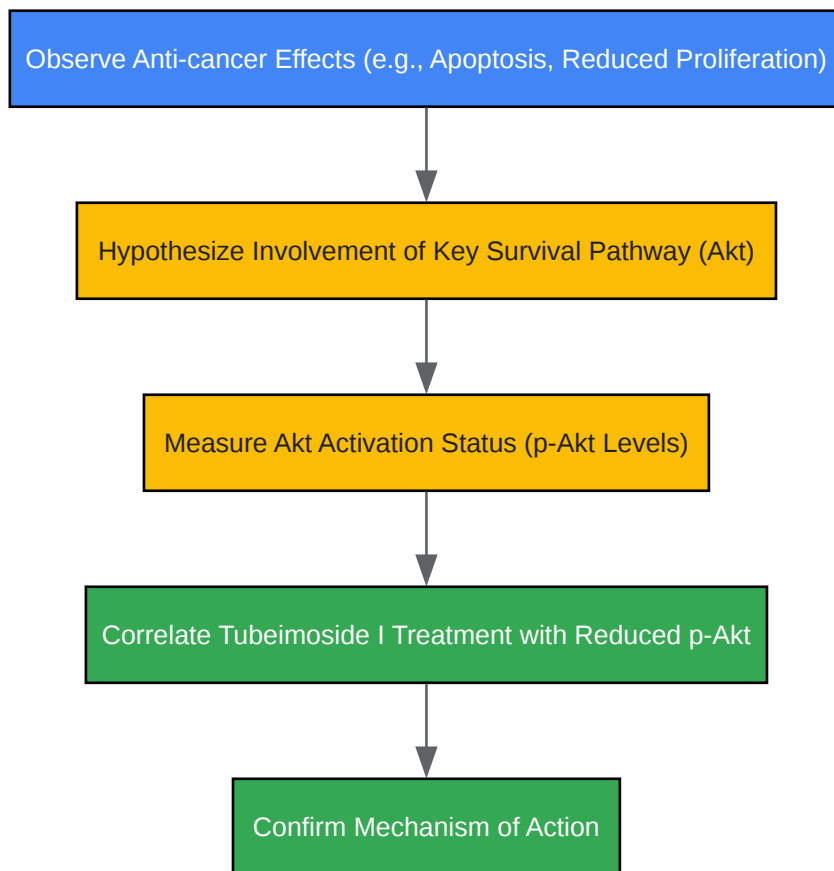 Observe Anti-cancer Effects (e.g., Apoptosis, Reduced Proliferation)
Hypothesize Involvement of Key Survival Pathway (Akt)
Measure Akt Activation Status (p-Akt Levels)
Correlate Tubeimoside I Treatment with Reduced p-Akt
Confirm Mechanism of Action